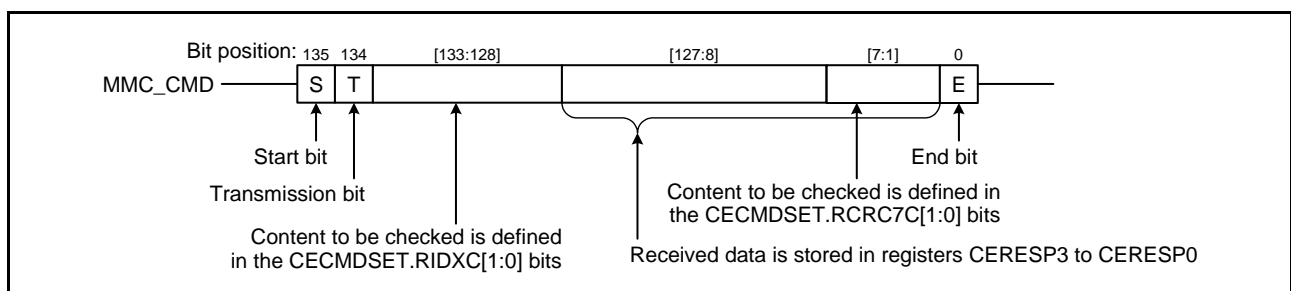 Bit position: 135 134 [133:128] [127:8] [7:1] 0
MMC_CMD S T E
Start bit
End bit
Transmission bit
Content to be checked is defined in
the CECMDSET.RCRC7C[1:0] bits
Content to be checked is defined
in the CECMDSET.RIDXC[1:0] bits
Received data is stored in registers CERESP3 to CERESP0